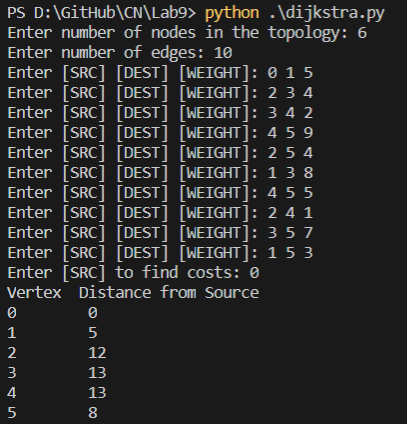 PS D:\GitHub\CN\Lab9> python .\dijkstra.py
Enter number of nodes in the topology: 6
Enter number of edges: 10
Enter [SRC] [DEST] [WEIGHT]: 0 1 5
Enter [SRC] [DEST] [WEIGHT]: 2 3 4
Enter [SRC] [DEST] [WEIGHT]: 3 4 2
Enter [SRC] [DEST] [WEIGHT]: 4 5 9
Enter [SRC] [DEST] [WEIGHT]: 2 5 4
Enter [SRC] [DEST] [WEIGHT]: 1 3 8
Enter [SRC] [DEST] [WEIGHT]: 4 5 5
Enter [SRC] [DEST] [WEIGHT]: 2 4 1
Enter [SRC] [DEST] [WEIGHT]: 3 5 7
Enter [SRC] [DEST] [WEIGHT]: 1 5 3
Enter [SRC] to find costs: 0
Vertex  Distance from Source
0        0
1        5
2        12
3        13
4        13
5        8